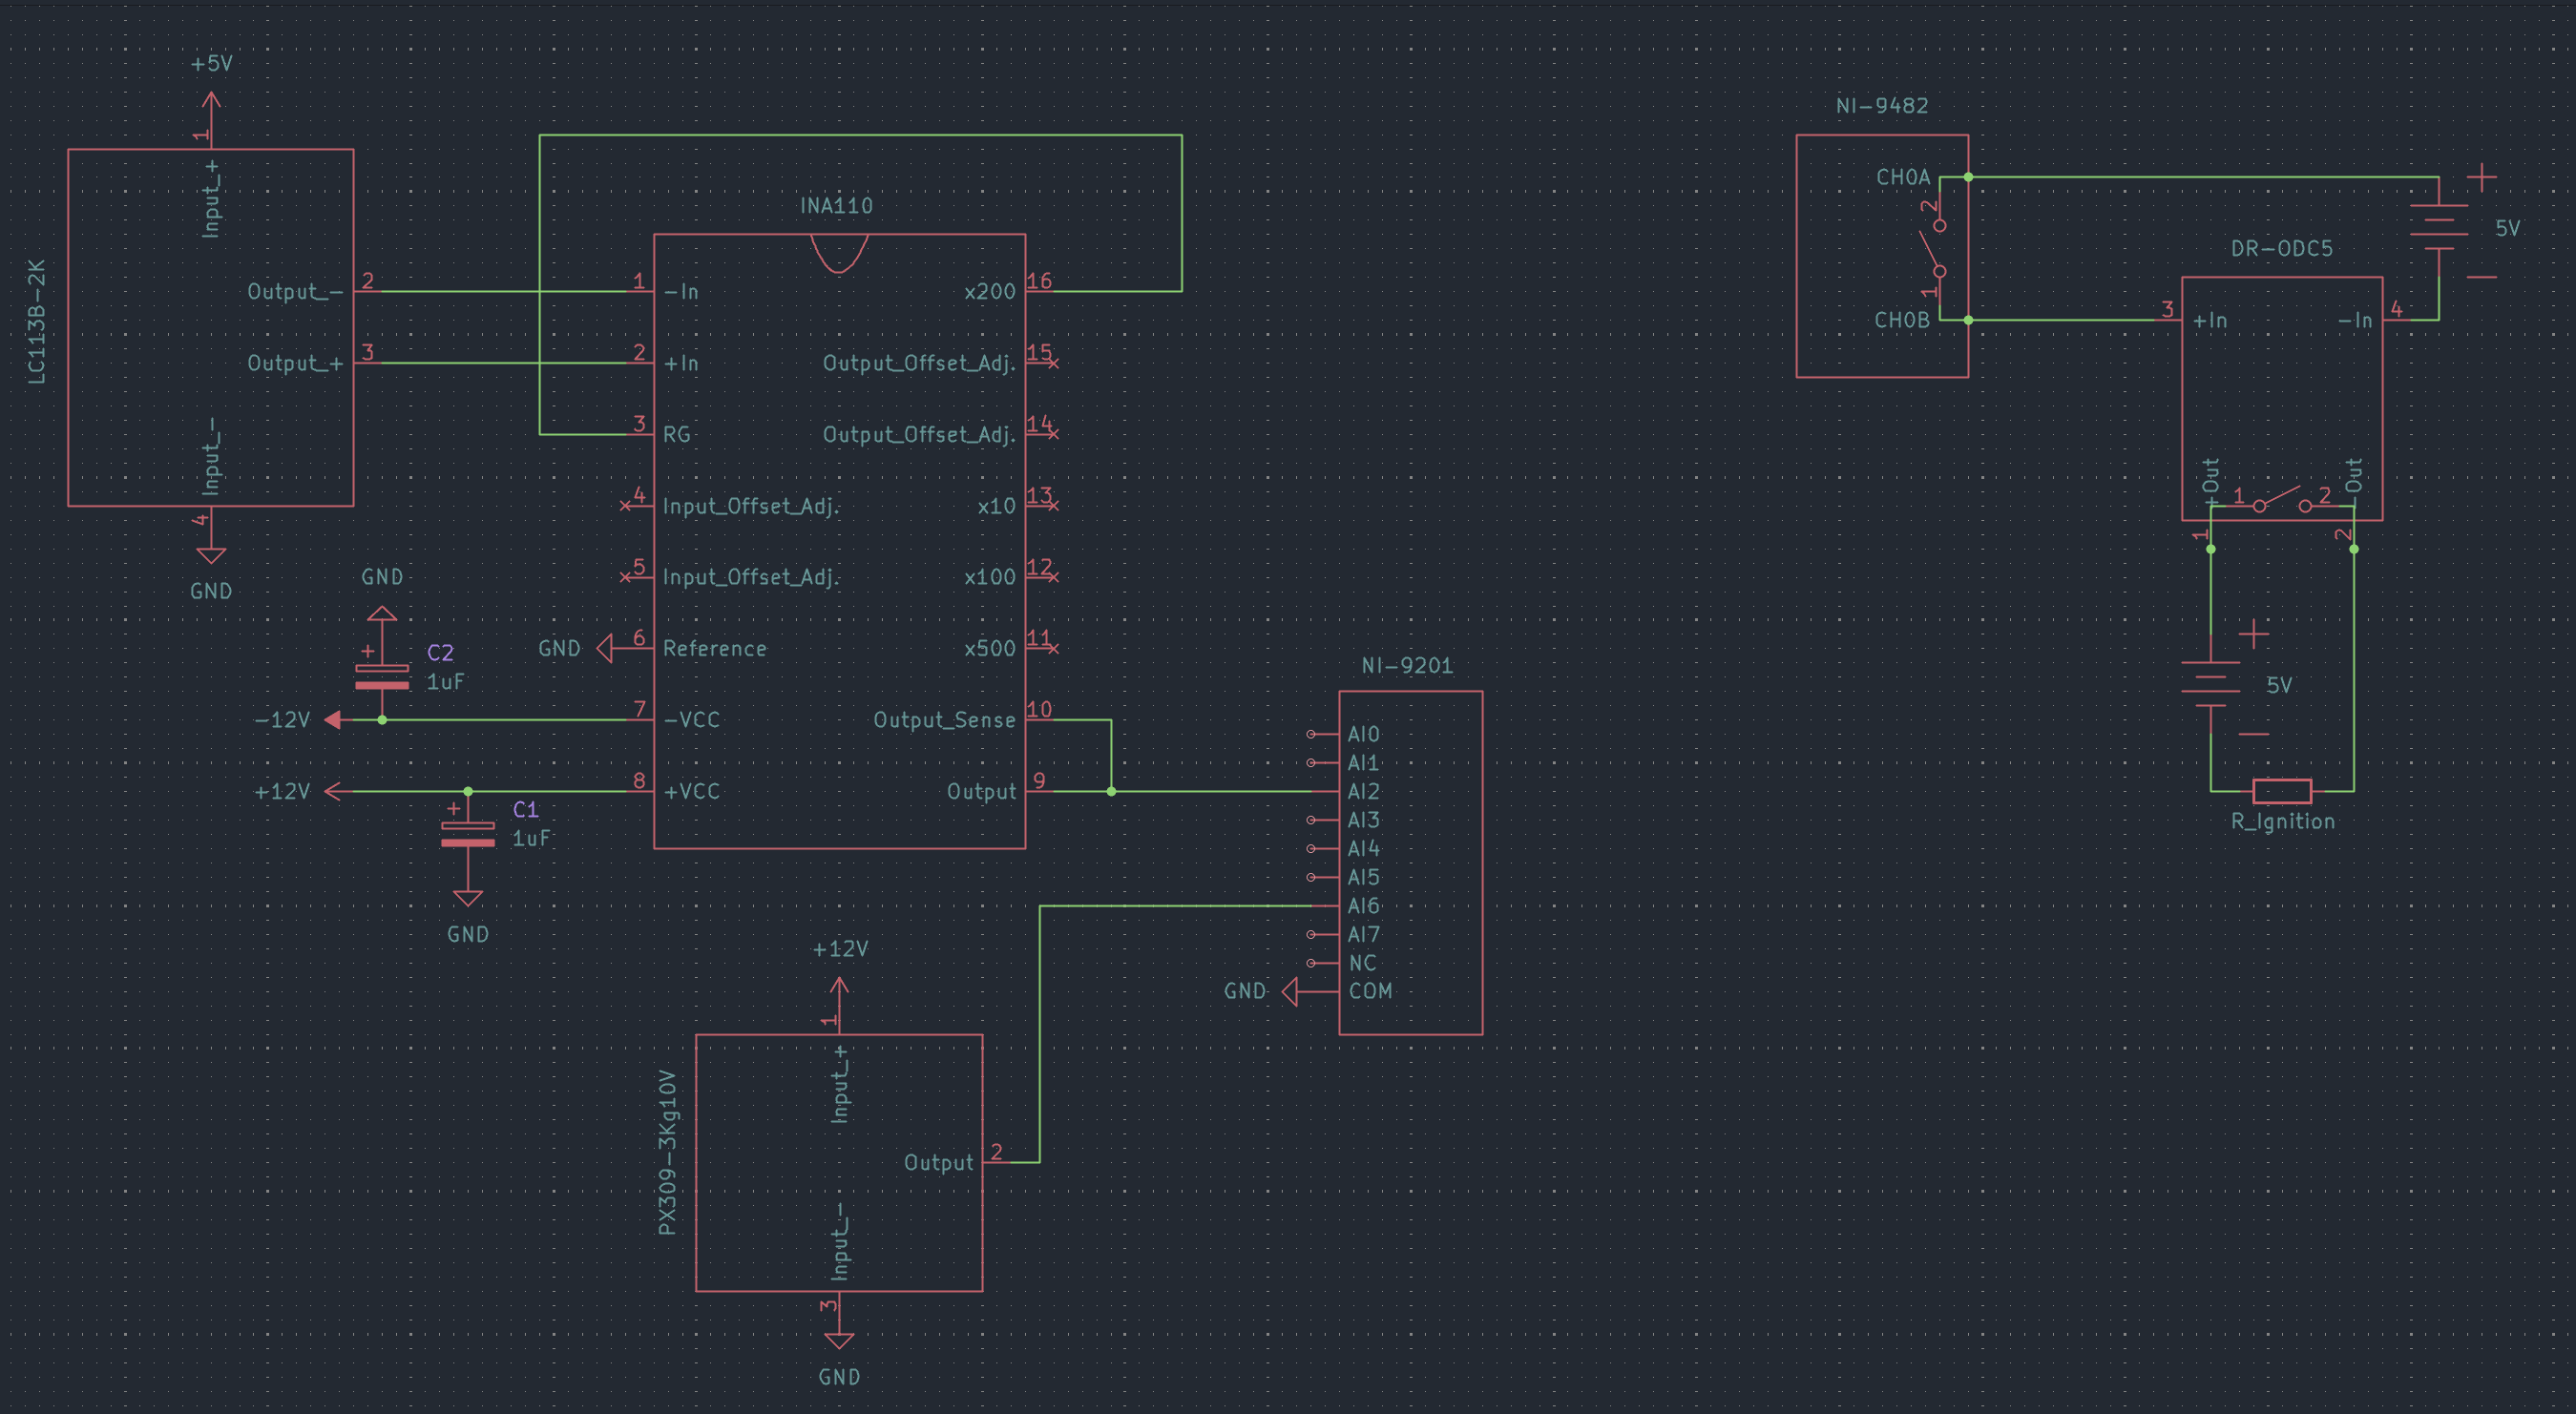 +5V
1
Input_+
LC113B-2K
Output_-
2
Output_+
3
Input_-
4
GND
GND
+
C2
1uF
-12V
+12V
+
C1
1uF
GND
INA110
1
-In
2
+In
3
RG
4
Input_Offset_Adj.
5
Input_Offset_Adj.
GND
6
Reference
7
-VCC
8
+VCC
x200
16
Output_Offset_Adj.
15
Output_Offset_Adj.
14
x10
13
x100
12
x500
11
Output_Sense
10
Output
9
+12V
1
Input_+
PX309-3Kg10V
Output
2
Input_-
3
GND
NI-9201
AI0
AI1
AI2
AI3
AI4
AI5
AI6
AI7
NC
GND
COM
NI-9482
CH0A
2
1
CH0B
+
5V
-
DR-ODC5
3
+In
-In
4
+Out
1
2
-Out
1
2
+
5V
-
R_Ignition